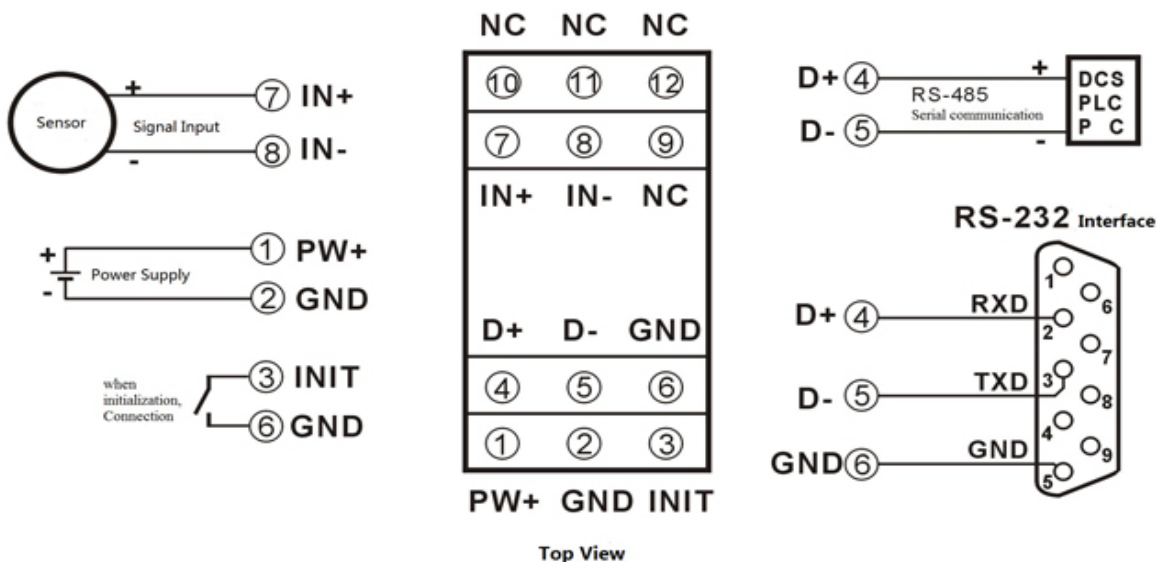 Sensor
+
Signal Input
-
⑦ IN+
⑧ IN-
+
Power Supply
-
① PW+
② GND
when
initialization,
Connection
③ INIT
⑥ GND
NC NC NC
⑩ ⑪ ⑫
⑦ ⑧ ⑨
IN+ IN- NC
D+ D- GND
④ ⑤ ⑥
① ② ③
PW+ GND INIT
Top View
D+ ④
D- ⑤
+
RS-485
Serial communication
-
DCS
PLC
P C
RS-232 Interface
D+ ④ RXD
D- ⑤ TXD
GND ⑥ GND
1
6
2
7
3
8
4
9
5